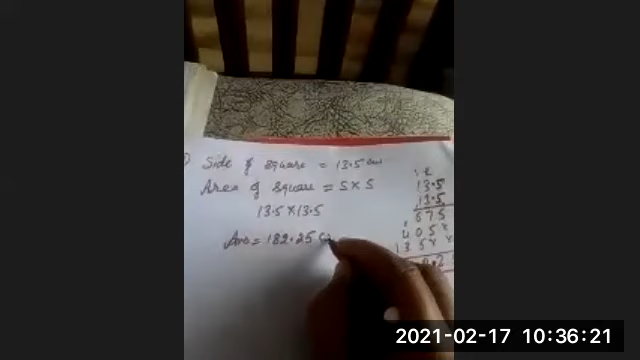 Side of square = 13.5 cm
Area of square = S × S
13.5 × 13.5
Ans = 182.25 c
13.5
13.5
675
405×
135××
2021-02-17 10:36:21